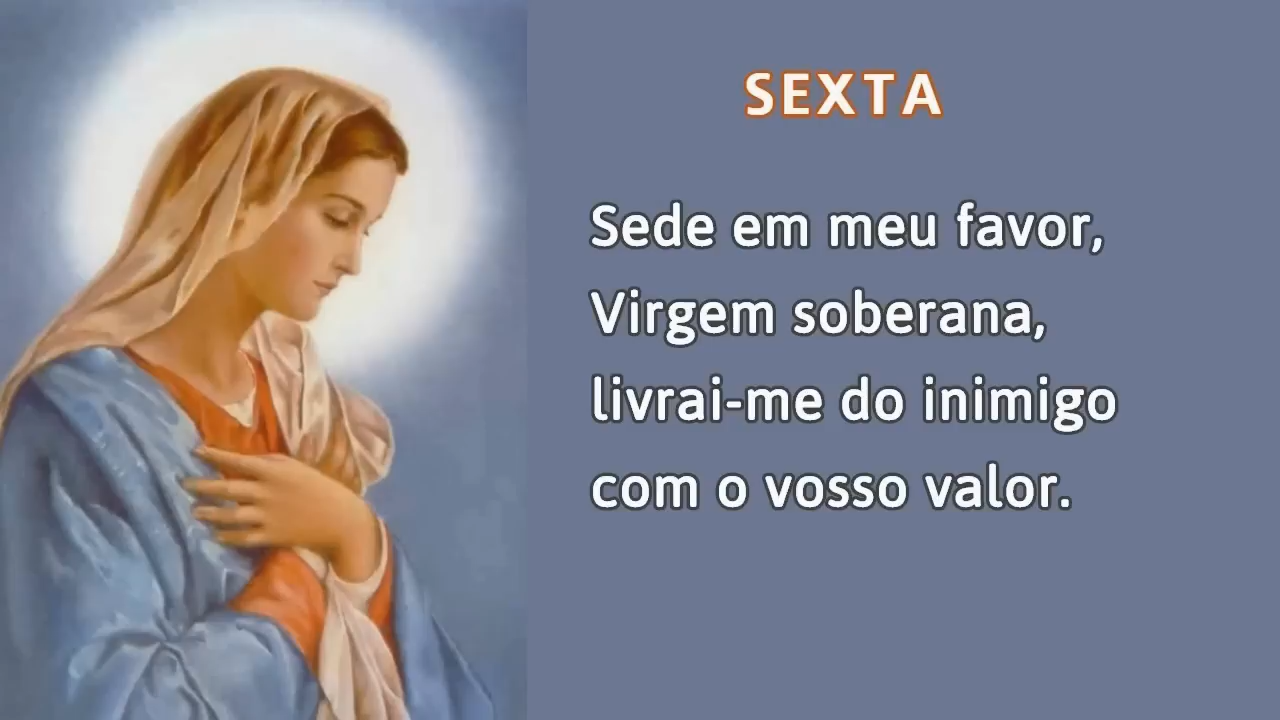 SEXTA
Sede em meu favor,
Virgem soberana,
livrai-me do inimigo
com o vosso valor.